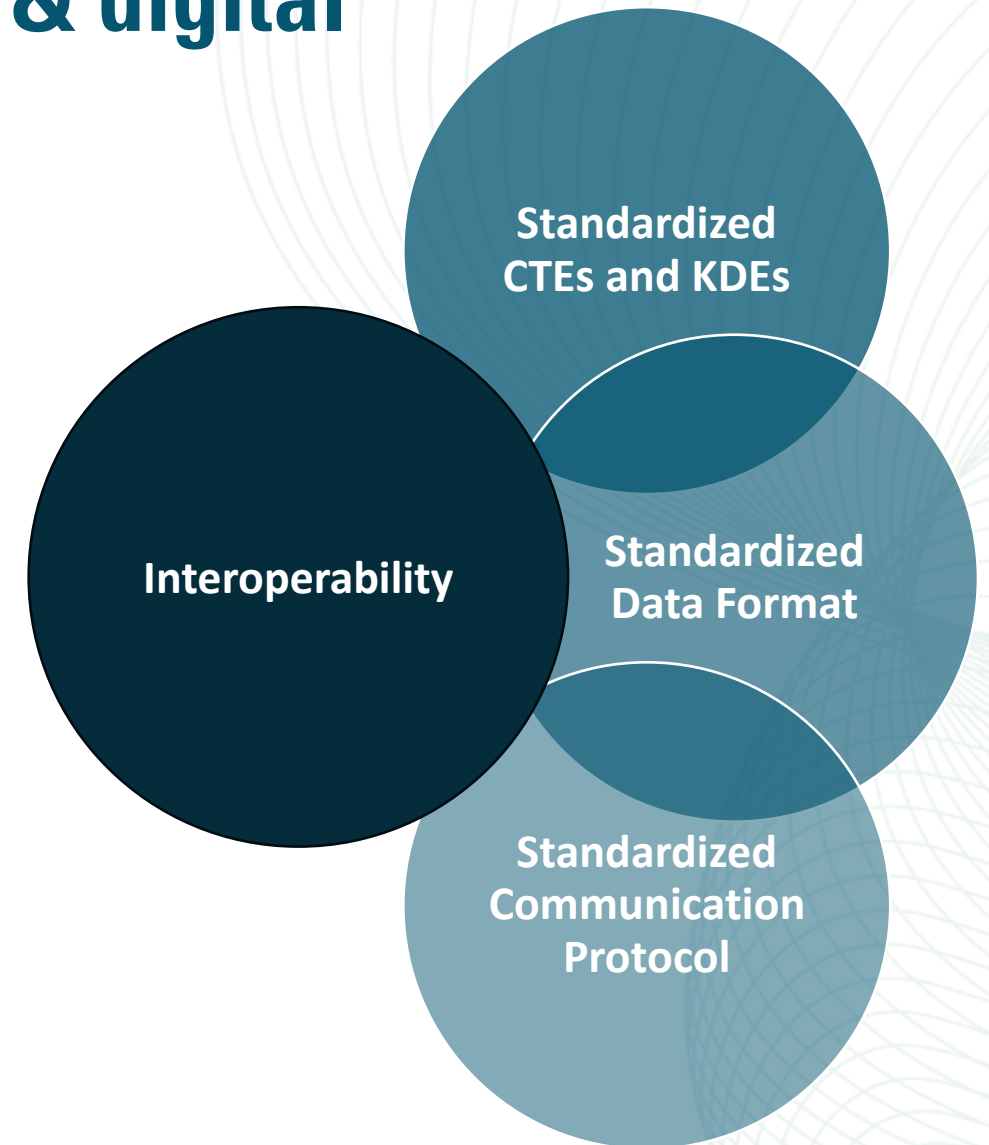 & digital
Standardized
CTEs and KDEs
Interoperability
Standardized
Data Format
Standardized
Communication
Protocol